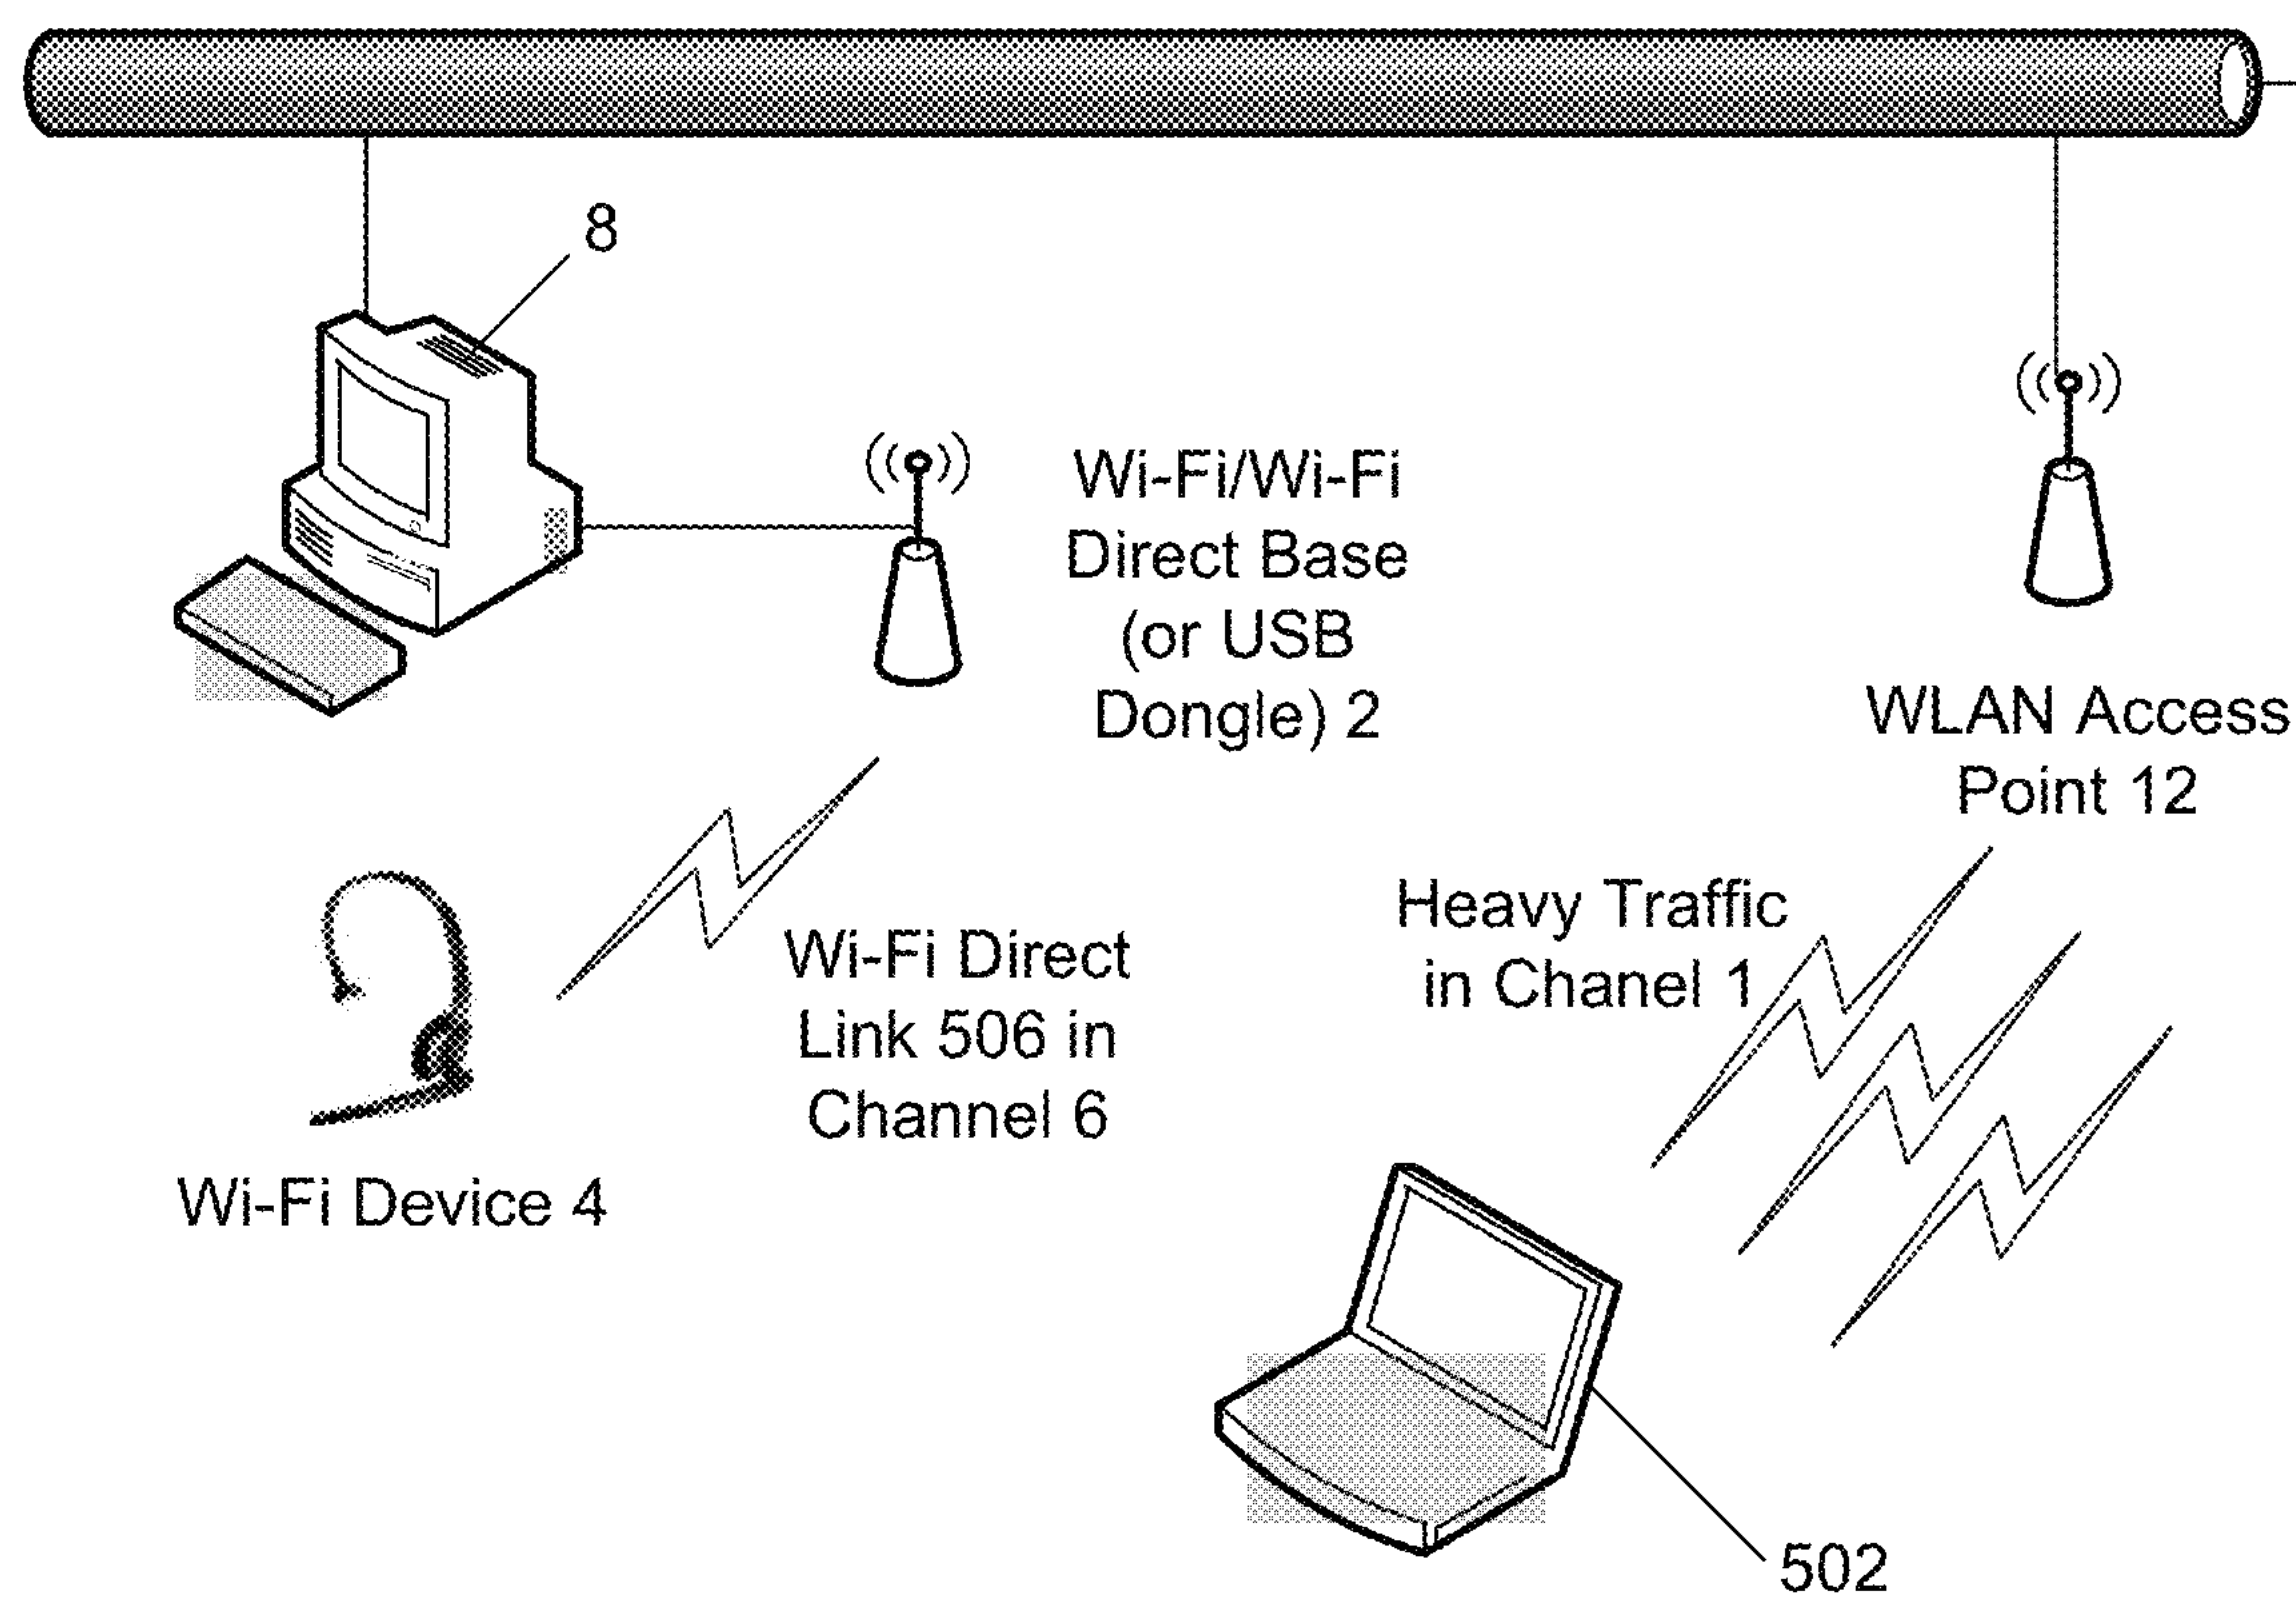 8
Wi-Fi/Wi-Fi
Direct Base
(or USB
Dongle) 2
WLAN Access
Point 12
Heavy Traffic
in Chanel 1
Wi-Fi Direct
Link 506 in
Channel 6
Wi-Fi Device 4
502